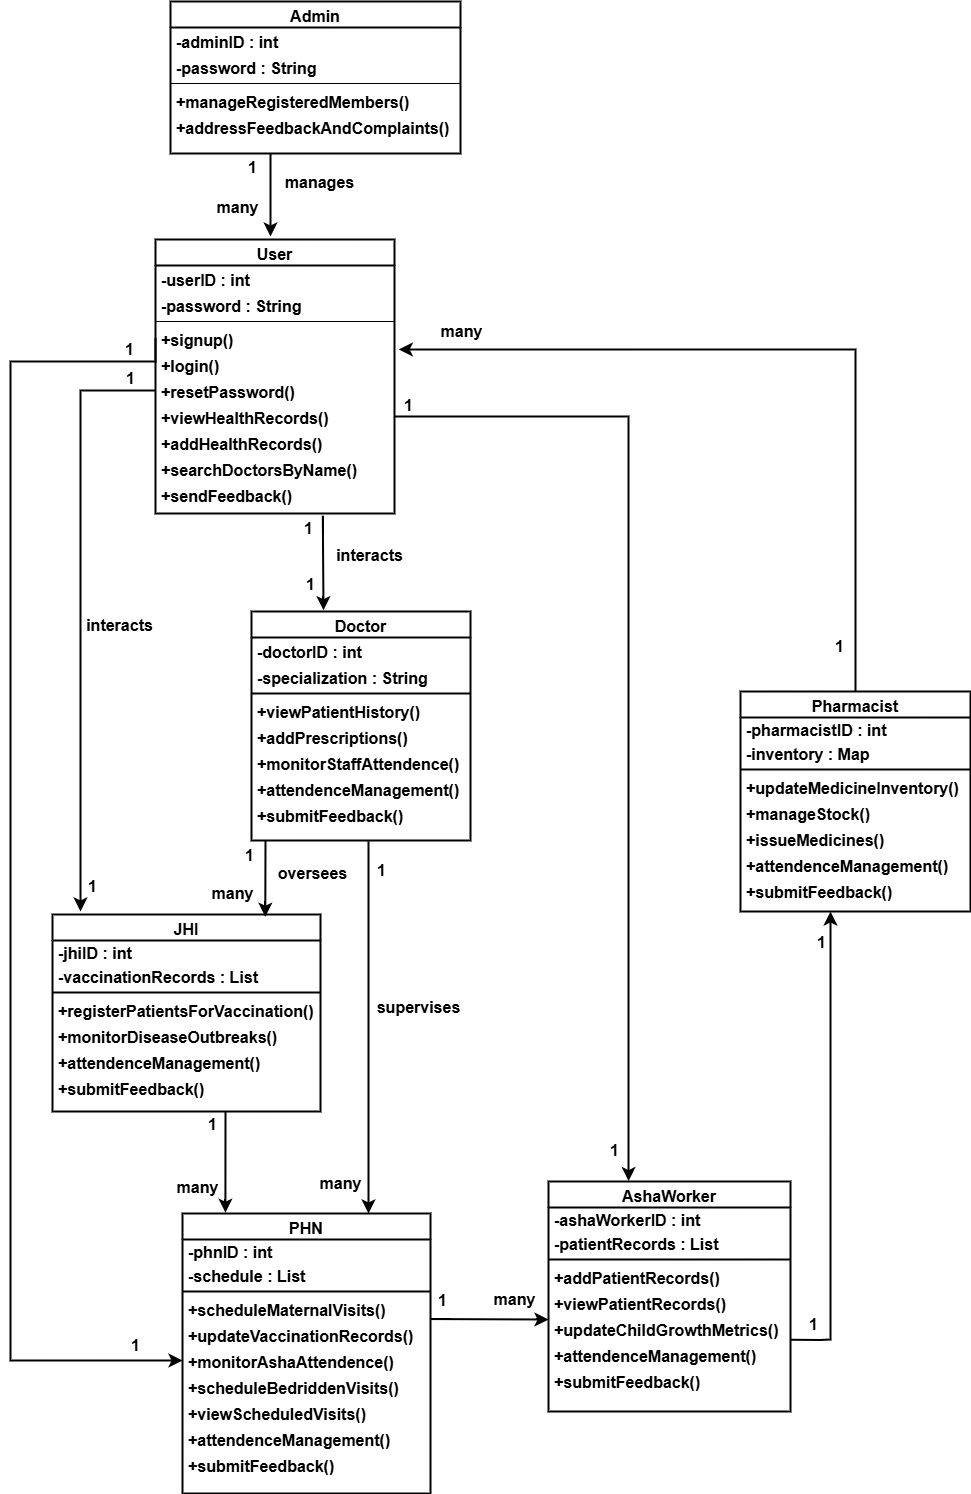 Admin
-adminID : int
-password : String
+manageRegisteredMembers()
+addressFeedbackAndComplaints()
1
manages
many
User
-userID : int
-password : String
+signup()
+login()
+resetPassword()
+viewHealthRecords()
+addHealthRecords()
+searchDoctorsByName()
+sendFeedback()
1
1
1
many
1
interacts
1
interacts
1
Doctor
-doctorID : int
-specialization : String
+viewPatientHistory()
+addPrescriptions()
+monitorStaffAttendence()
+attendenceManagement()
+submitFeedback()
1
Pharmacist
-pharmacistID : int
-inventory : Map
+updateMedicineInventory()
+manageStock()
+issueMedicines()
+attendenceManagement()
+submitFeedback()
1
oversees
many
1
1
1
JHI
-jhiID : int
-vaccinationRecords : List
+registerPatientsForVaccination()
+monitorDiseaseOutbreaks()
+attendenceManagement()
+submitFeedback()
supervises
1
many
many
1
PHN
-phnID : int
-schedule : List
+scheduleMaternalVisits()
+updateVaccinationRecords()
+monitorAshaAttendence()
+scheduleBedriddenVisits()
+viewScheduledVisits()
+attendenceManagement()
+submitFeedback()
1
1
many
AshaWorker
-ashaWorkerID : int
-patientRecords : List
+addPatientRecords()
+viewPatientRecords()
+updateChildGrowthMetrics()
+attendenceManagement()
+submitFeedback()
1